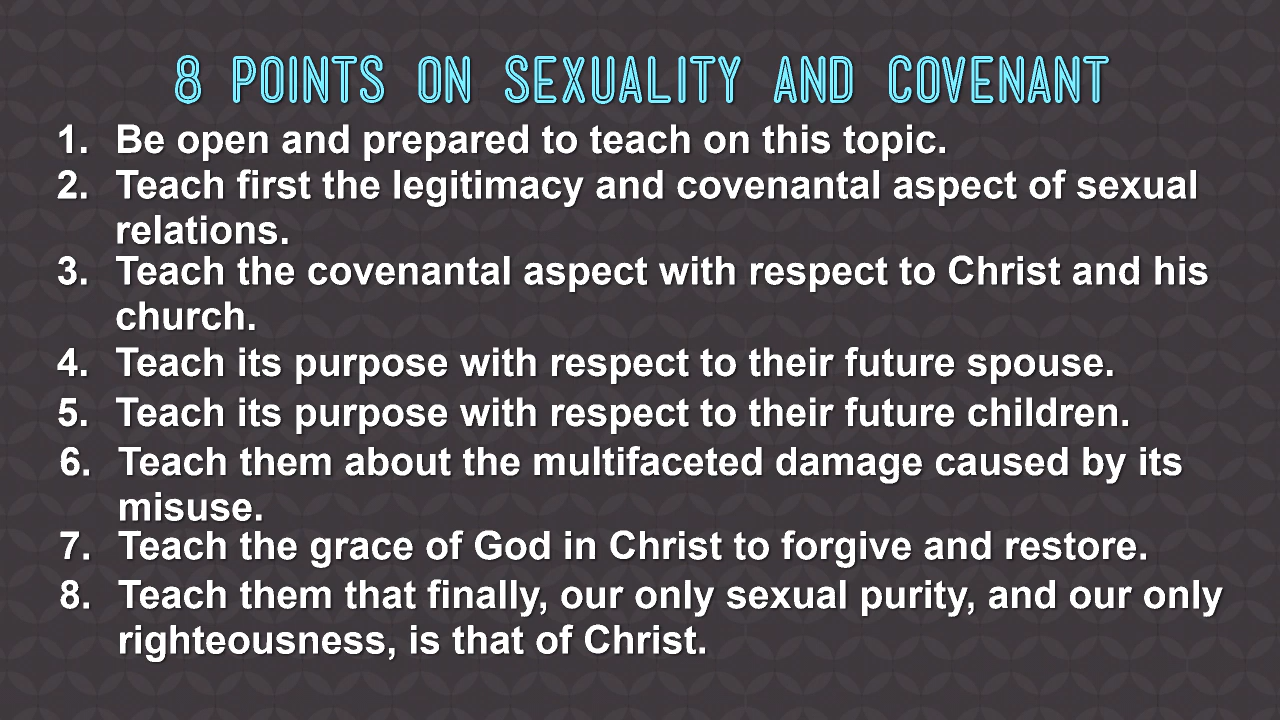 8 POINTS ON SEXUALITY AND COVENANT
1. Be open and prepared to teach on this topic.
2. Teach first the legitimacy and covenantal aspect of sexual
relations.
3. Teach the covenantal aspect with respect to Christ and his
church.
4. Teach its purpose with respect to their future spouse.
5. Teach its purpose with respect to their future children.
6. Teach them about the multifaceted damage caused by its
misuse.
7. Teach the grace of God in Christ to forgive and restore.
8. Teach them that finally, our only sexual purity, and our only
righteousness, is that of Christ.